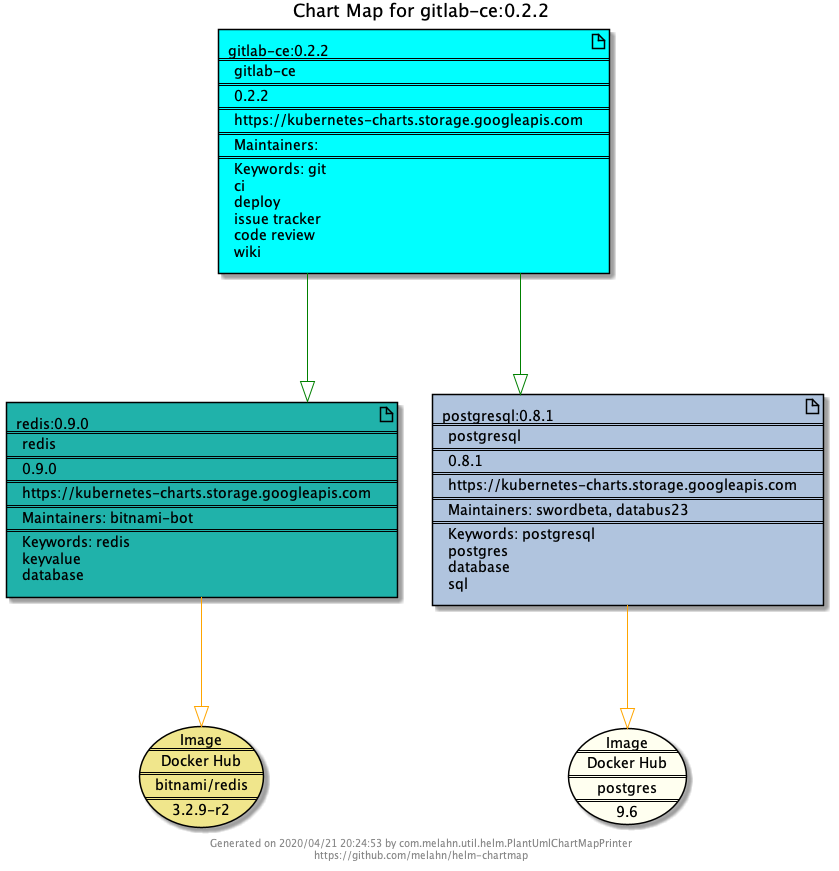 Chart Map for gitlab-ce:0.2.2
gitlab-ce:0.2.2
gitlab-ce
0.2.2
https://kubernetes-charts.storage.googleapis.com
Maintainers:
Keywords: git
ci
deploy
issue tracker
code review
wiki
redis:0.9.0
redis
0.9.0
https://kubernetes-charts.storage.googleapis.com
Maintainers: bitnami-bot
Keywords: redis
keyvalue
database
postgresql:0.8.1
postgresql
0.8.1
https://kubernetes-charts.storage.googleapis.com
Maintainers: swordbeta, databus23
Keywords: postgresql
postgres
database
sql
Image
Docker Hub
bitnami/redis
3.2.9-r2
Image
Docker Hub
postgres
9.6
Generated on 2020/04/21 20:24:53 by com.melahn.util.helm.PlantUmlChartMapPrinter
https://github.com/melahn/helm-chartmap